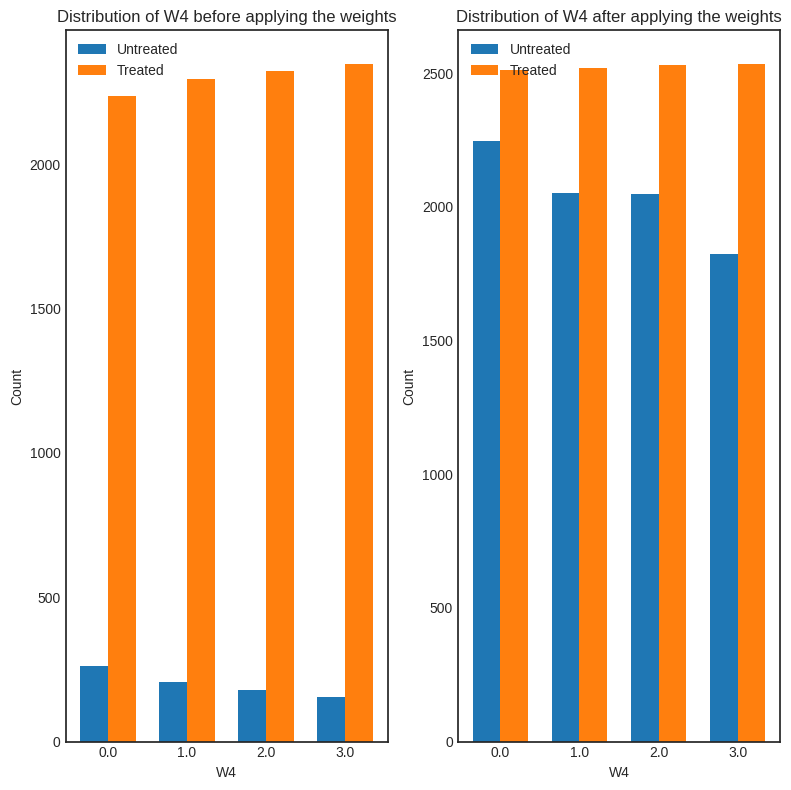 Distribution of W4 before applying the weights
Untreated
Treated
2000
1500
1000
500
0
Count
0.0 1.0 2.0 3.0
W4
Distribution of W4 after applying the weights
Untreated
Treated
2500
2000
1500
1000
500
0
Count
0.0 1.0 2.0 3.0
W4